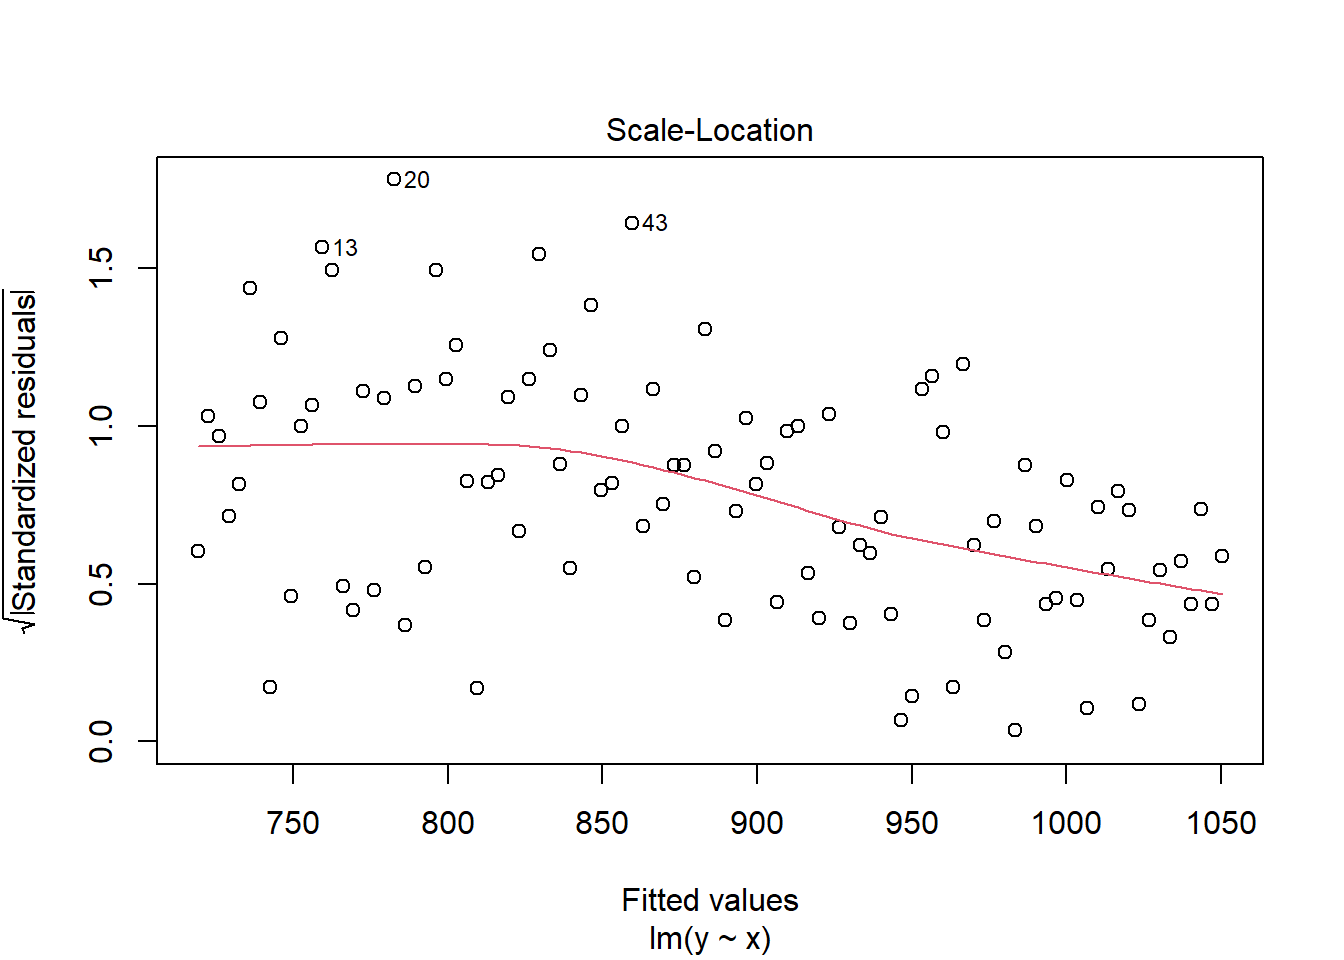 Scale-Location
20
43
13
√|Standardized residuals|
0.0 0.5 1.0 1.5
750 800 850 900 950 1000 1050
Fitted values
lm(y ~ x)